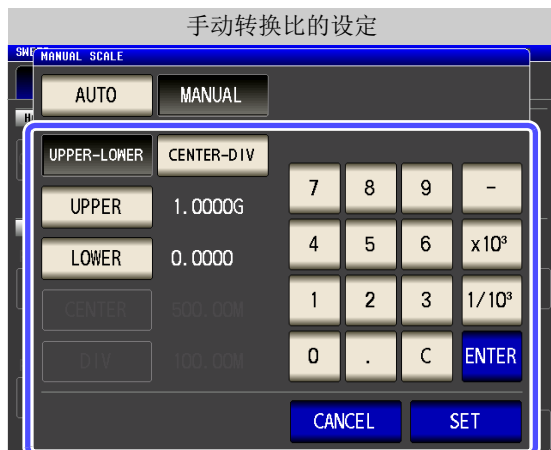 手动转换比的设定
MANUAL SCALE
AUTO MANUAL
UPPER-LOWER CENTER-DIV
7 8 9 -
UPPER 1.0000G
4 5 6 x10³
LOWER 0.0000
1 2 3 1/10³
CENTER 500.00M
0 . C ENTER
DIV 100.00M
CANCEL SET